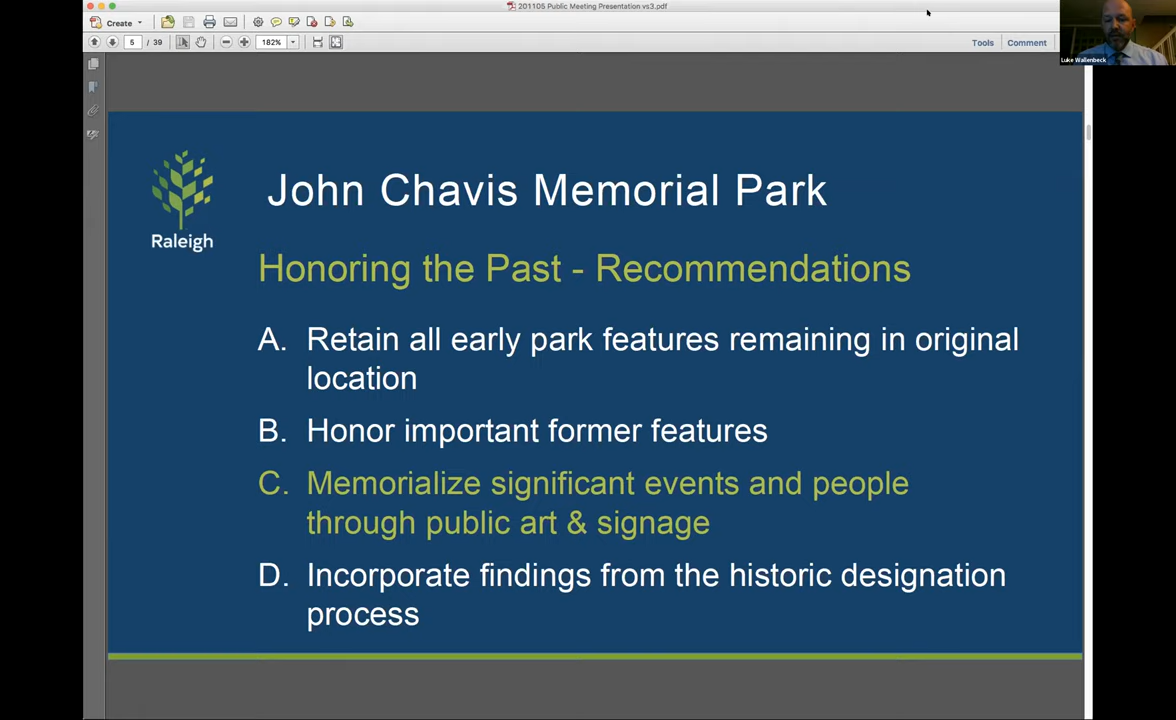 201105 Public Meeting Presentation vs3.pdf
Create
5 / 39
182%
Tools
Comment
Luke Wallenbeck
John Chavis Memorial Park
Raleigh
Honoring the Past - Recommendations
A. Retain all early park features remaining in original
location
B. Honor important former features
C. Memorialize significant events and people
through public art & signage
D. Incorporate findings from the historic designation
process